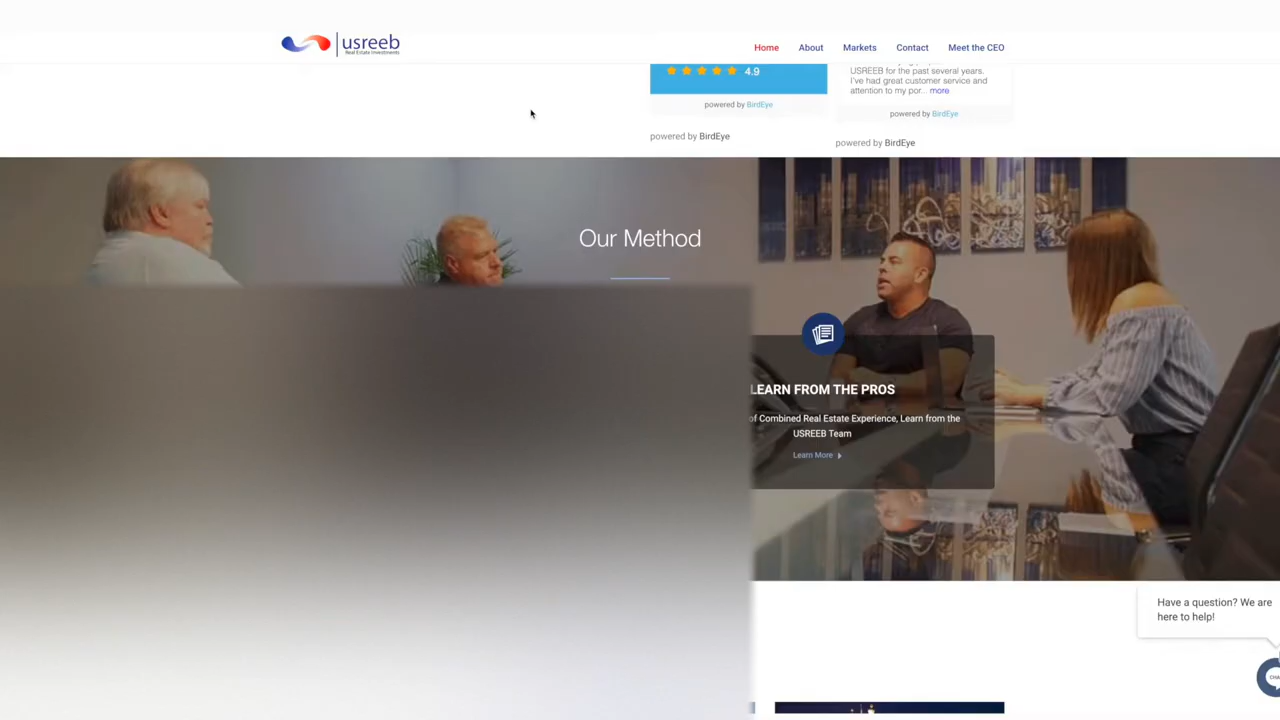 usreeb
Real Estate Investments
Home About Markets Contact Meet the CEO
4.9
USREEB for the past several years.
I've had great customer service and
attention to my por... more
powered by BirdEye
powered by BirdEye
powered by BirdEye
powered by BirdEye
Our Method
LEARN FROM THE PROS
of Combined Real Estate Experience, Learn from the
USREEB Team
Learn More
Have a question? We are
here to help!